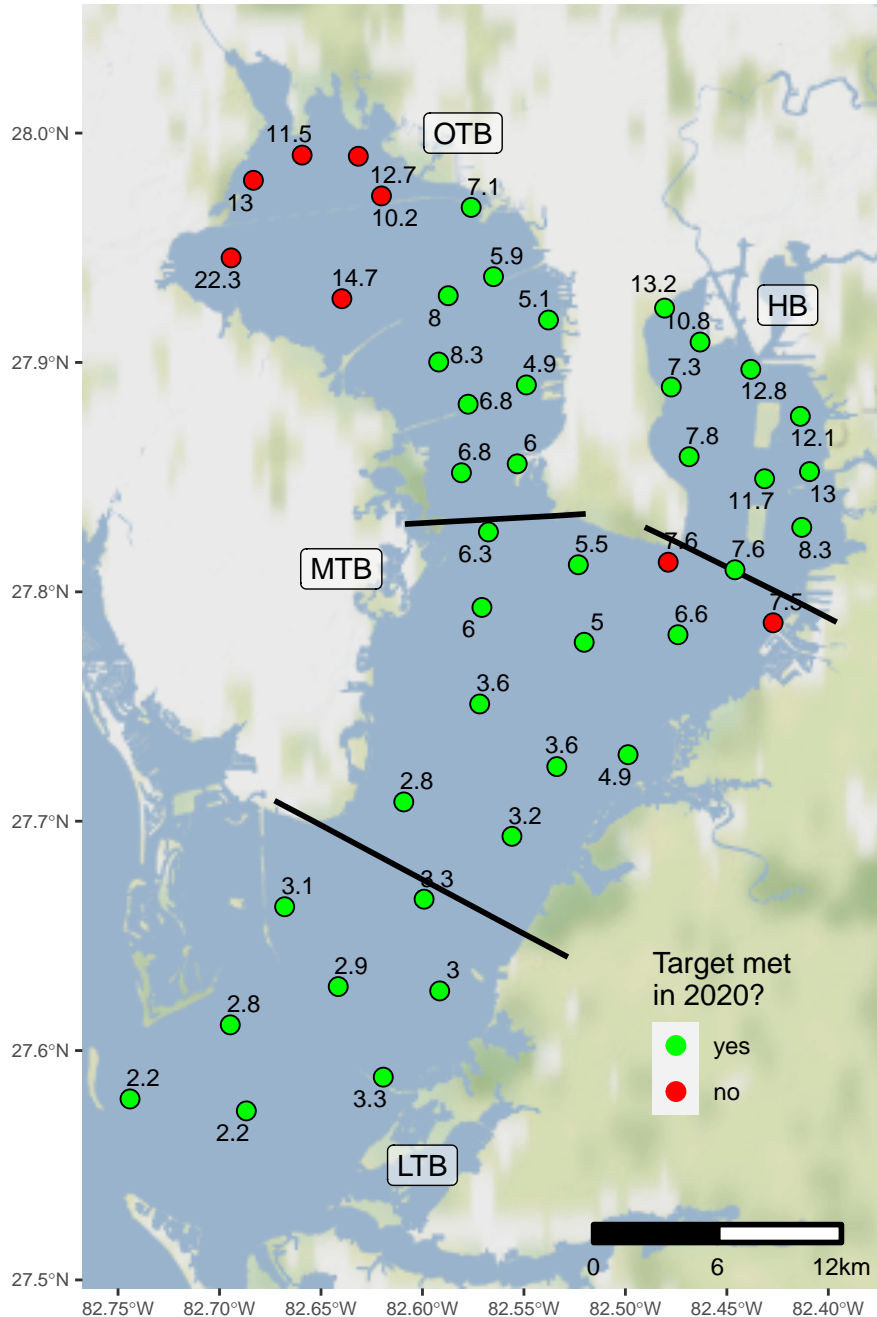 28.0°N
27.9°N
27.8°N
27.7°N
27.6°N
27.5°N
OTB
11.5
12.7
13
10.2
7.1
22.3
14.7
5.9
8
5.1
8.3
4.9
6.8
6.8
6
HB
13.2
10.8
7.3
12.8
12.1
7.8
11.7
13
8.3
7.6
MTB
6.3
5.5
7.6
7.5
6
5
6.6
3.6
3.6
4.9
2.8
3.2
3.1
3.3
2.9
3
2.8
2.2
2.2
3.3
LTB
Target met
in 2020?
yes
no
0 6 12km
82.75°W 82.70°W 82.65°W 82.60°W 82.55°W 82.50°W 82.45°W 82.40°W